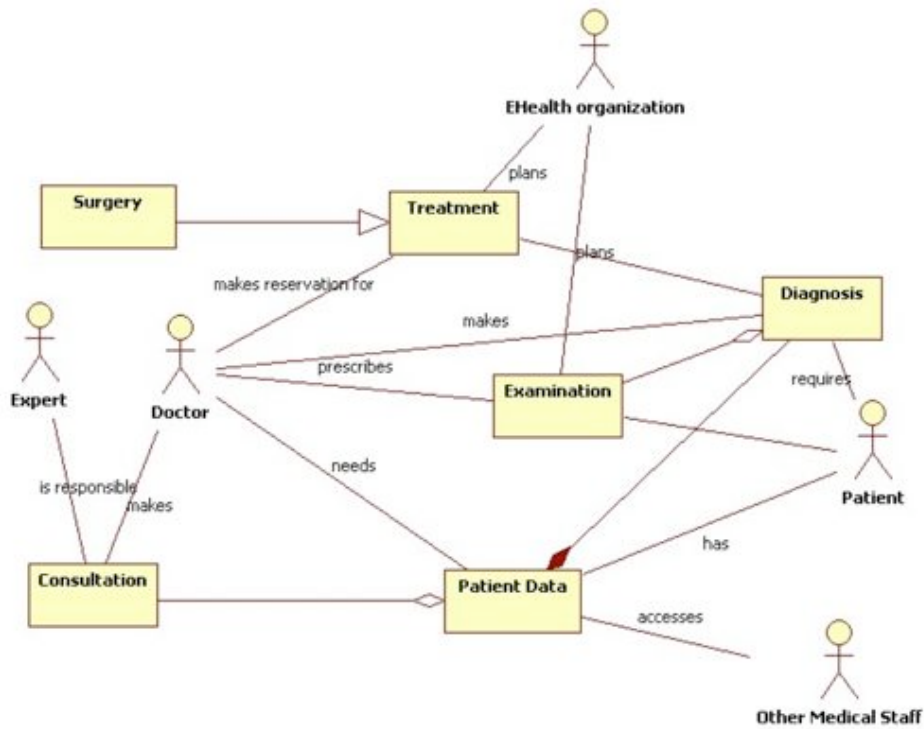 EHealth organization
plans
Surgery
Treatment
plans
makes reservation for
Diagnosis
makes
prescribes
requires
Expert
Doctor
Examination
needs
is responsible
makes
Patient
has
Consultation
Patient Data
accesses
Other Medical Staff